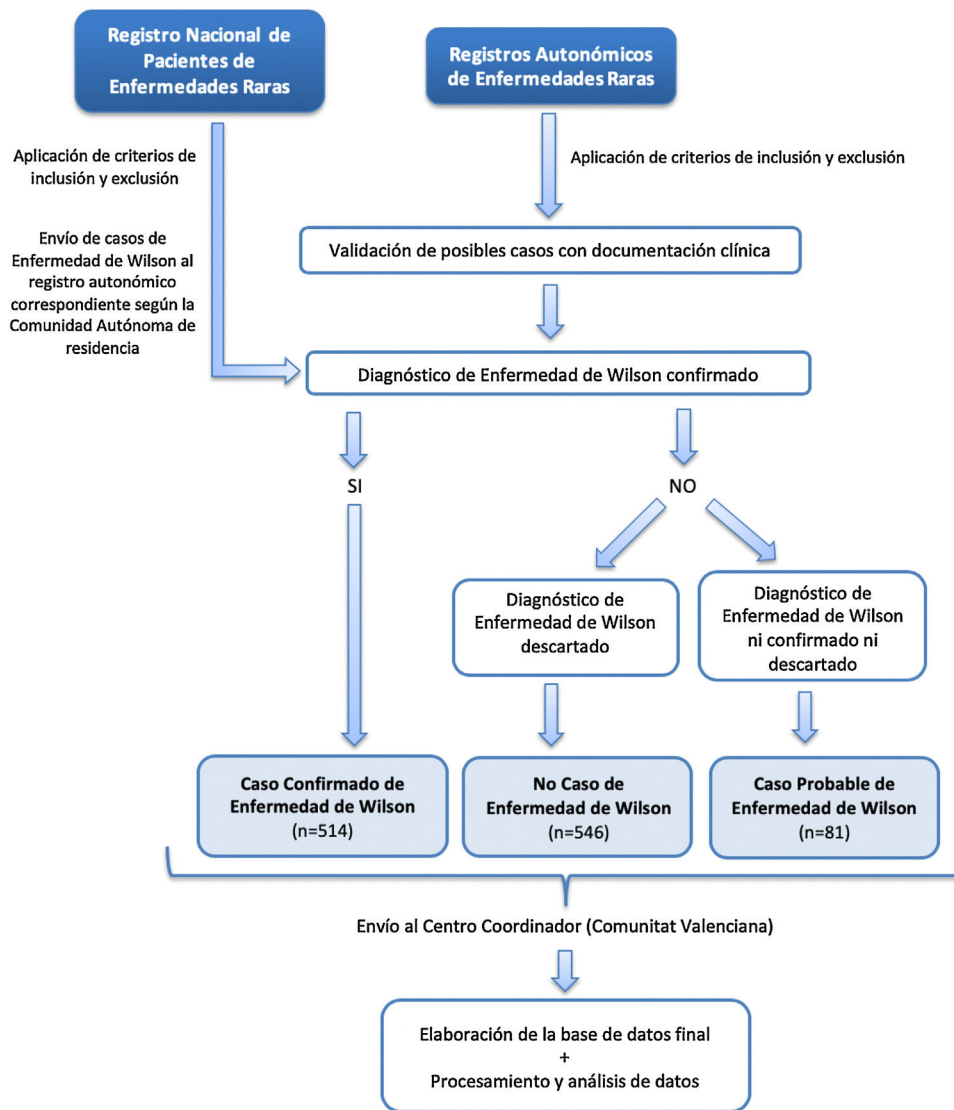 Registro Nacional de
Pacientes de
Enfermedades Raras
Registros Autonómicos
de Enfermedades Raras
Aplicación de criterios de
inclusión y exclusión
Aplicación de criterios de inclusión y exclusión
Envío de casos de
Enfermedad de Wilson al
registro autonómico
correspondiente según la
Comunidad Autónoma de
residencia
Validación de posibles casos con documentación clínica
Diagnóstico de Enfermedad de Wilson confirmado
SI
NO
Diagnóstico de
Enfermedad de Wilson
descartado
Diagnóstico de
Enfermedad de Wilson
ni confirmado ni
descartado
Caso Confirmado de
Enfermedad de Wilson
(n=514)
No Caso de
Enfermedad de Wilson
(n=546)
Caso Probable de
Enfermedad de Wilson
(n=81)
Envío al Centro Coordinador (Comunitat Valenciana)
Elaboración de la base de datos final
+
Procesamiento y análisis de datos